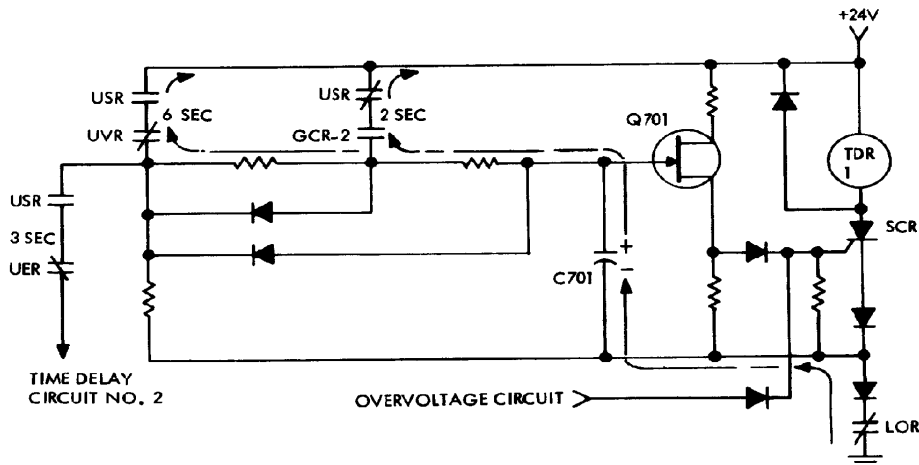 +24V
USR
6 SEC
UVR
USR
2 SEC
GCR-2
Q701
TDR
1
USR
3 SEC
UER
SCR
C701
+
-
TIME DELAY
CIRCUIT NO. 2
OVERVOLTAGE CIRCUIT
LOR